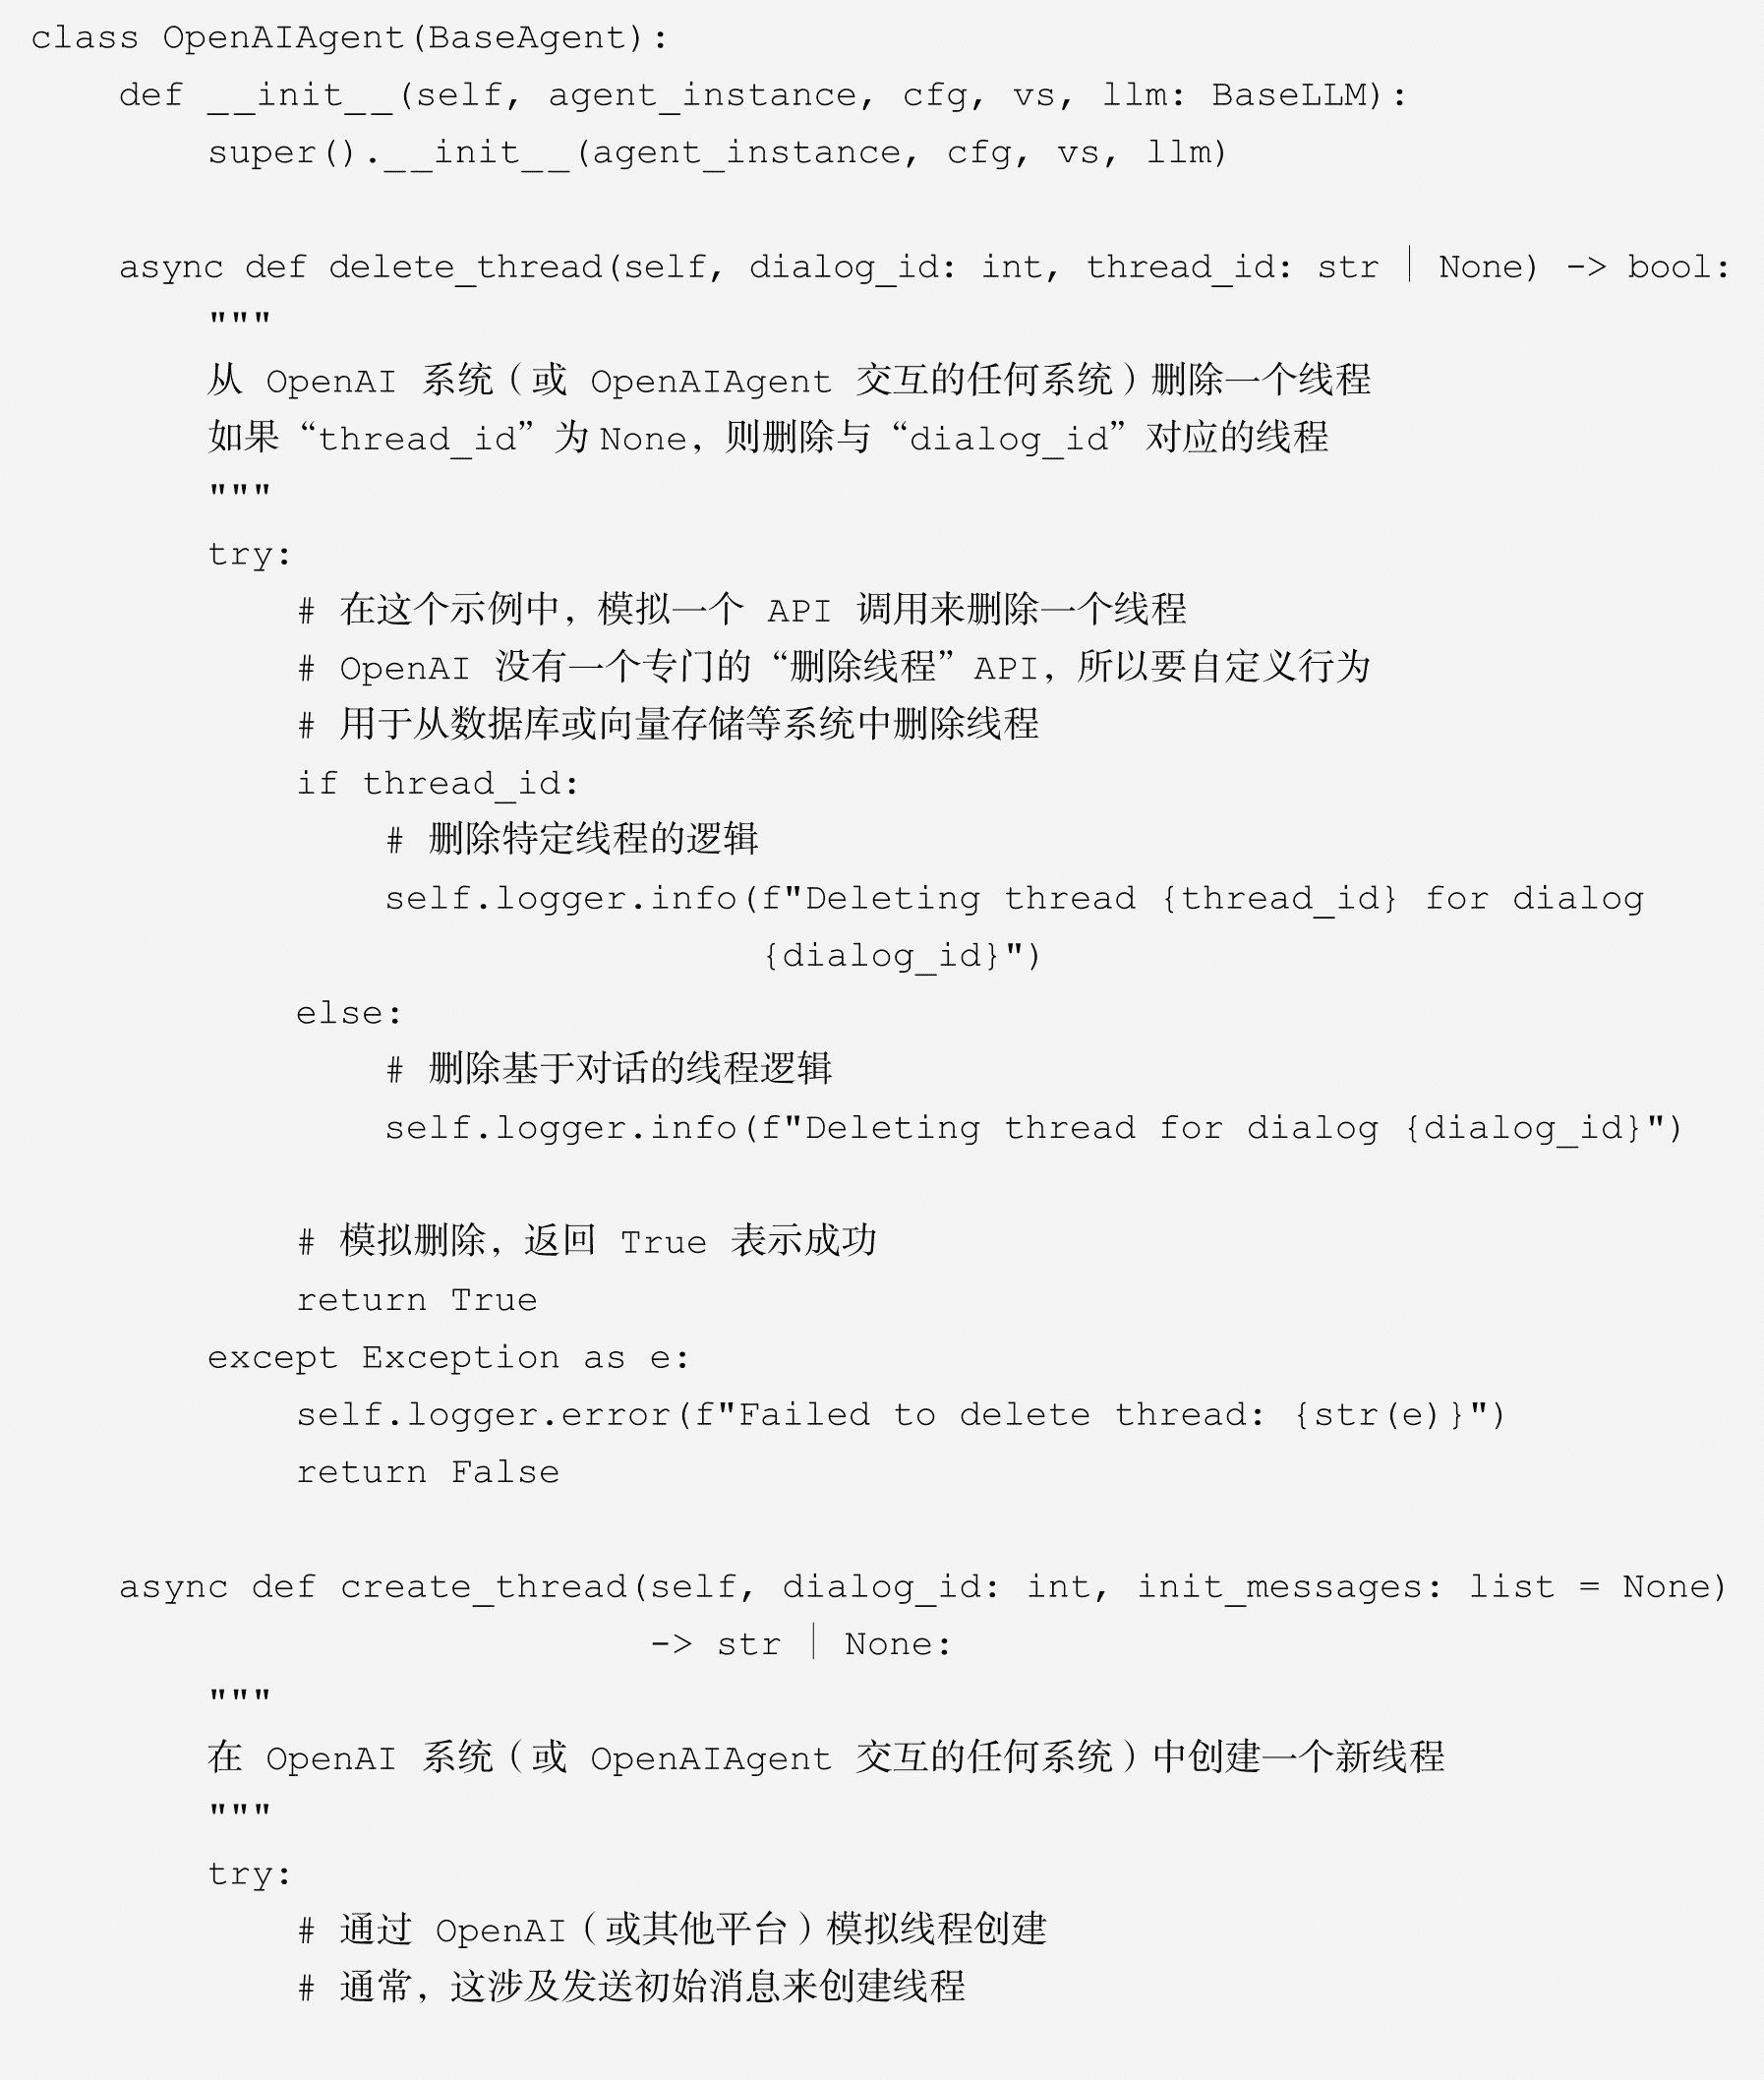 class OpenAIAgent(BaseAgent):
    def __init__(self, agent_instance, cfg, vs, llm: BaseLLM):
        super().__init__(agent_instance, cfg, vs, llm)

    async def delete_thread(self, dialog_id: int, thread_id: str | None) -> bool:
        """
        从 OpenAI 系统（或 OpenAIAgent 交互的任何系统）删除一个线程
        如果“thread_id”为None，则删除与“dialog_id”对应的线程
        """
        try:
            # 在这个示例中，模拟一个 API 调用来删除一个线程
            # OpenAI 没有一个专门的“删除线程”API，所以要自定义行为
            # 用于从数据库或向量存储等系统中删除线程
            if thread_id:
                # 删除特定线程的逻辑
                self.logger.info(f"Deleting thread {thread_id} for dialog
                                 {dialog_id}")
            else:
                # 删除基于对话的线程逻辑
                self.logger.info(f"Deleting thread for dialog {dialog_id}")

            # 模拟删除，返回 True 表示成功
            return True
        except Exception as e:
            self.logger.error(f"Failed to delete thread: {str(e)}")
            return False

    async def create_thread(self, dialog_id: int, init_messages: list = None)
                            -> str | None:
        """
        在 OpenAI 系统（或 OpenAIAgent 交互的任何系统）中创建一个新线程
        """
        try:
            # 通过 OpenAI（或其他平台）模拟线程创建
            # 通常，这涉及发送初始消息来创建线程